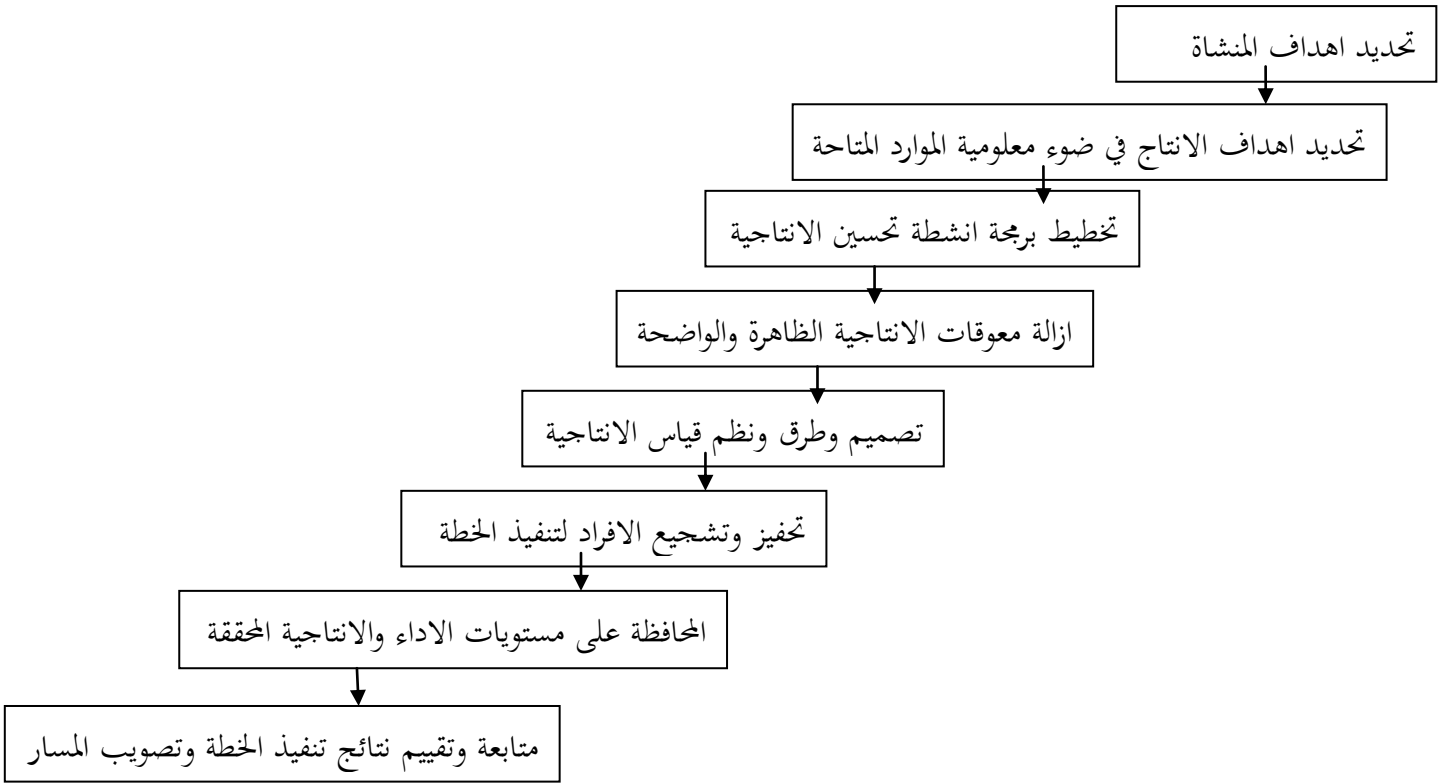 تحديد اهداف المنشاة
تحديد اهداف الانتاج في ضوء معلومية الموارد المتاحة
تخطيط برمجة انشطة تحسين الانتاجية
ازالة معوقات الانتاجية الظاهرة والواضحة
تصميم وطرق ونظم قياس الانتاجية
تحفيز وتشجيع الافراد لتنفيذ الخطة
المحافظة على مستويات الاداء والانتاجية المحققة
متابعة وتقييم نتائج تنفيذ الخطة وتصويب المسار